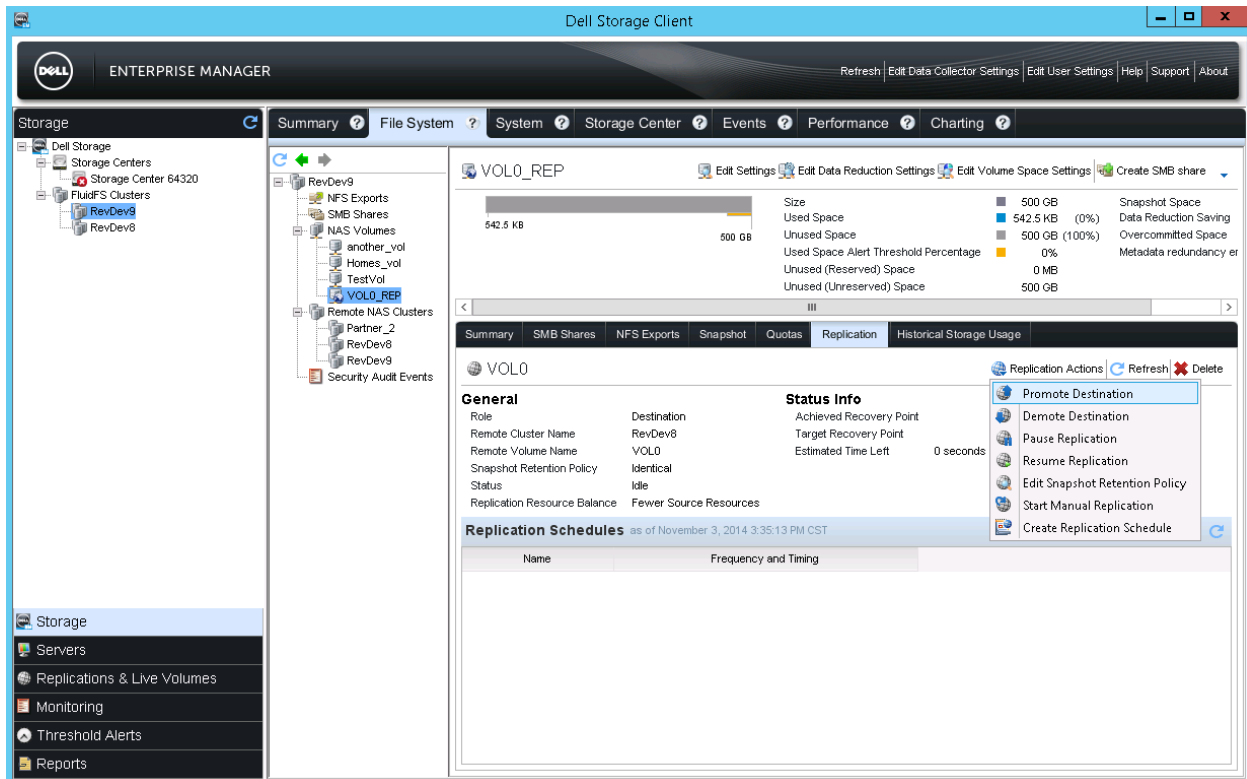 Dell Storage Client
DELL
ENTERPRISE MANAGER
Refresh Edit Data Collector Settings Edit User Settings Help Support About
Storage
Dell Storage
Storage Centers
Storage Center 64320
FluidFS Clusters
RevDev9
RevDev8
Storage
Servers
Replications & Live Volumes
Monitoring
Threshold Alerts
Reports
Summary ? File System ? System ? Storage Center ? Events ? Performance ? Charting ?
RevDev9
NFS Exports
SMB Shares
NAS Volumes
another_vol
Homes_vol
TestVol
VOL0_REP
Remote NAS Clusters
Partner_2
RevDev8
RevDev9
Security Audit Events
VOL0_REP
Edit Settings Edit Data Reduction Settings Edit Volume Space Settings Create SMB share
542.5 KB
500 GB
Size 500 GB Snapshot Space
Used Space 542.5 KB (0%) Data Reduction Saving
Unused Space 500 GB (100%) Overcommitted Space
Used Space Alert Threshold Percentage 0% Metadata redundancy er
Unused (Reserved) Space 0 MB
Unused (Unreserved) Space 500 GB
Summary SMB Shares NFS Exports Snapshot Quotas Replication Historical Storage Usage
VOL0
Replication Actions Refresh Delete
Promote Destination
Demote Destination
Pause Replication
Resume Replication
Edit Snapshot Retention Policy
Start Manual Replication
Create Replication Schedule
General
Role Destination
Remote Cluster Name RevDev8
Remote Volume Name VOL0
Snapshot Retention Policy Identical
Status Idle
Replication Resource Balance Fewer Source Resources
Status Info
Achieved Recovery Point
Target Recovery Point
Estimated Time Left 0 seconds
Replication Schedules as of November 3, 2014 3:35:13 PM CST
Name Frequency and Timing